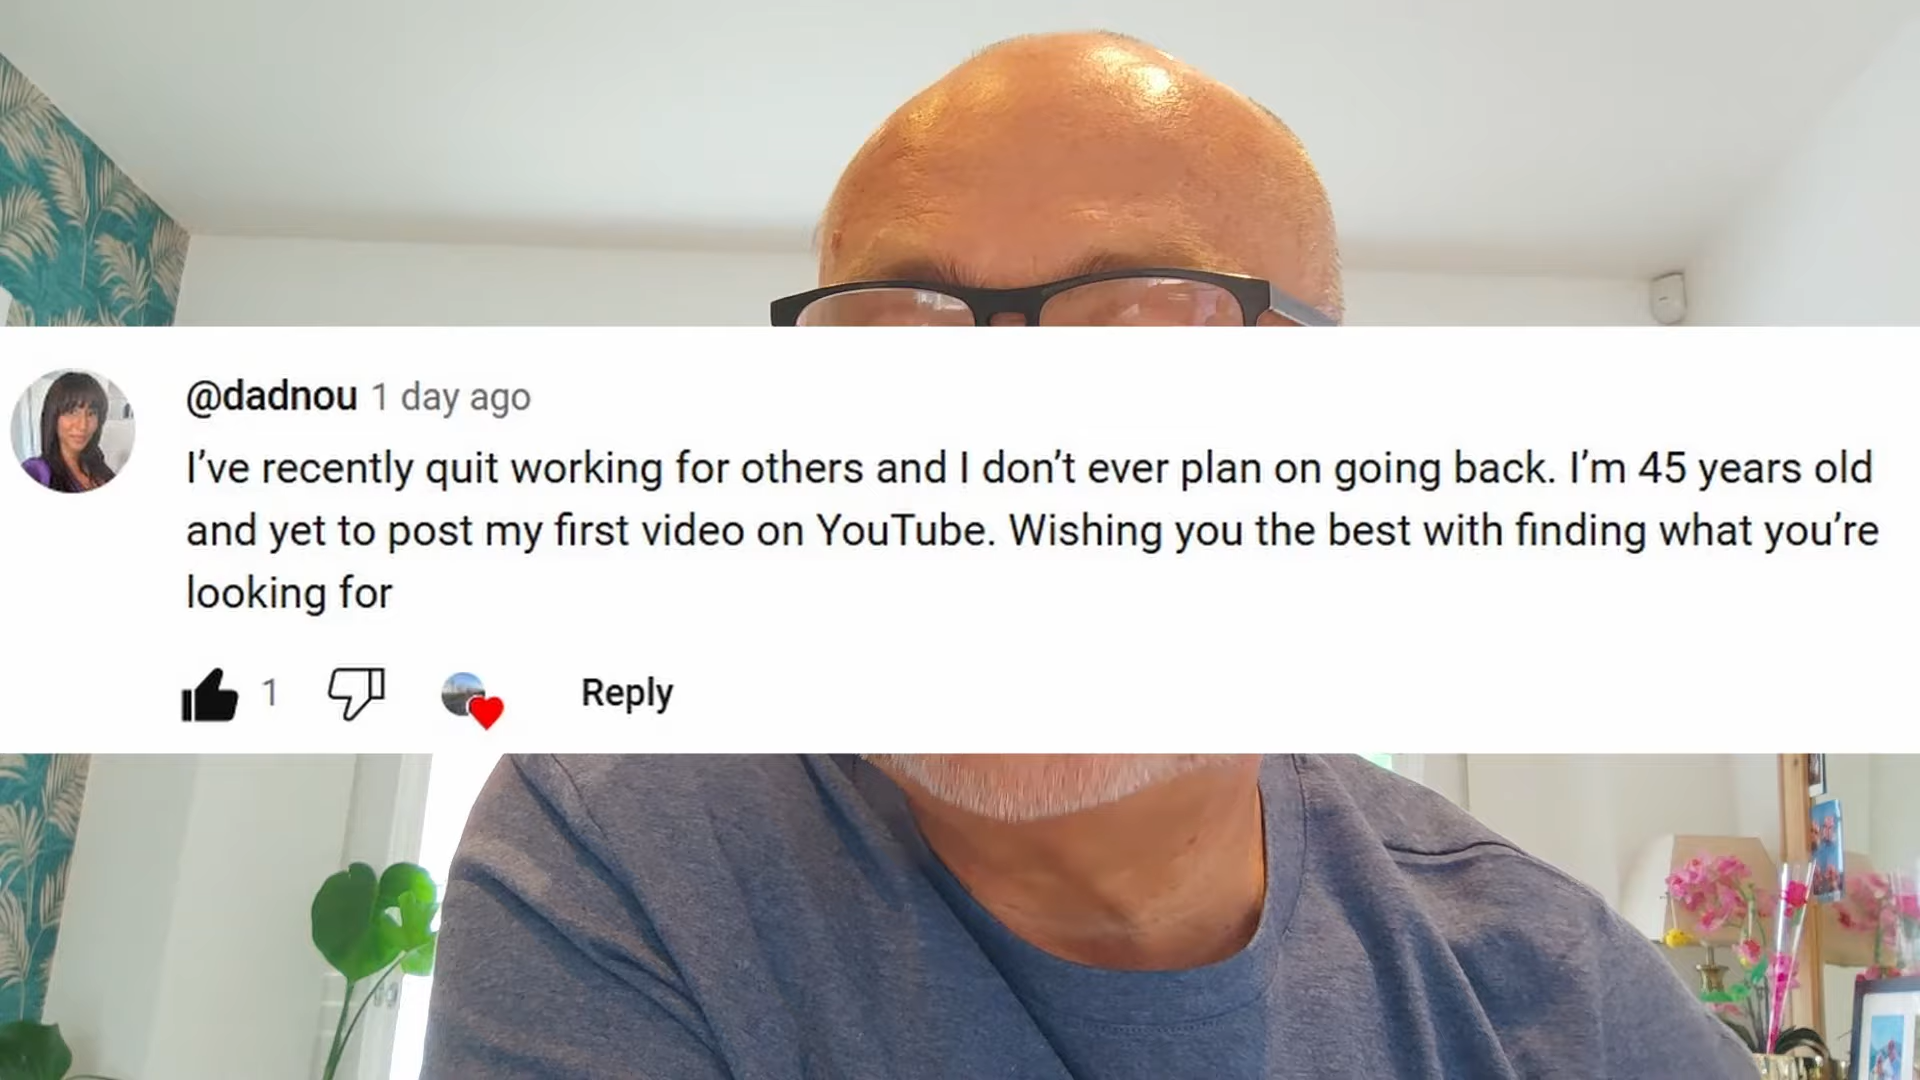 @dadnou 1 day ago
I’ve recently quit working for others and I don’t ever plan on going back. I’m 45 years old
and yet to post my first video on YouTube. Wishing you the best with finding what you’re
looking for
1 Reply